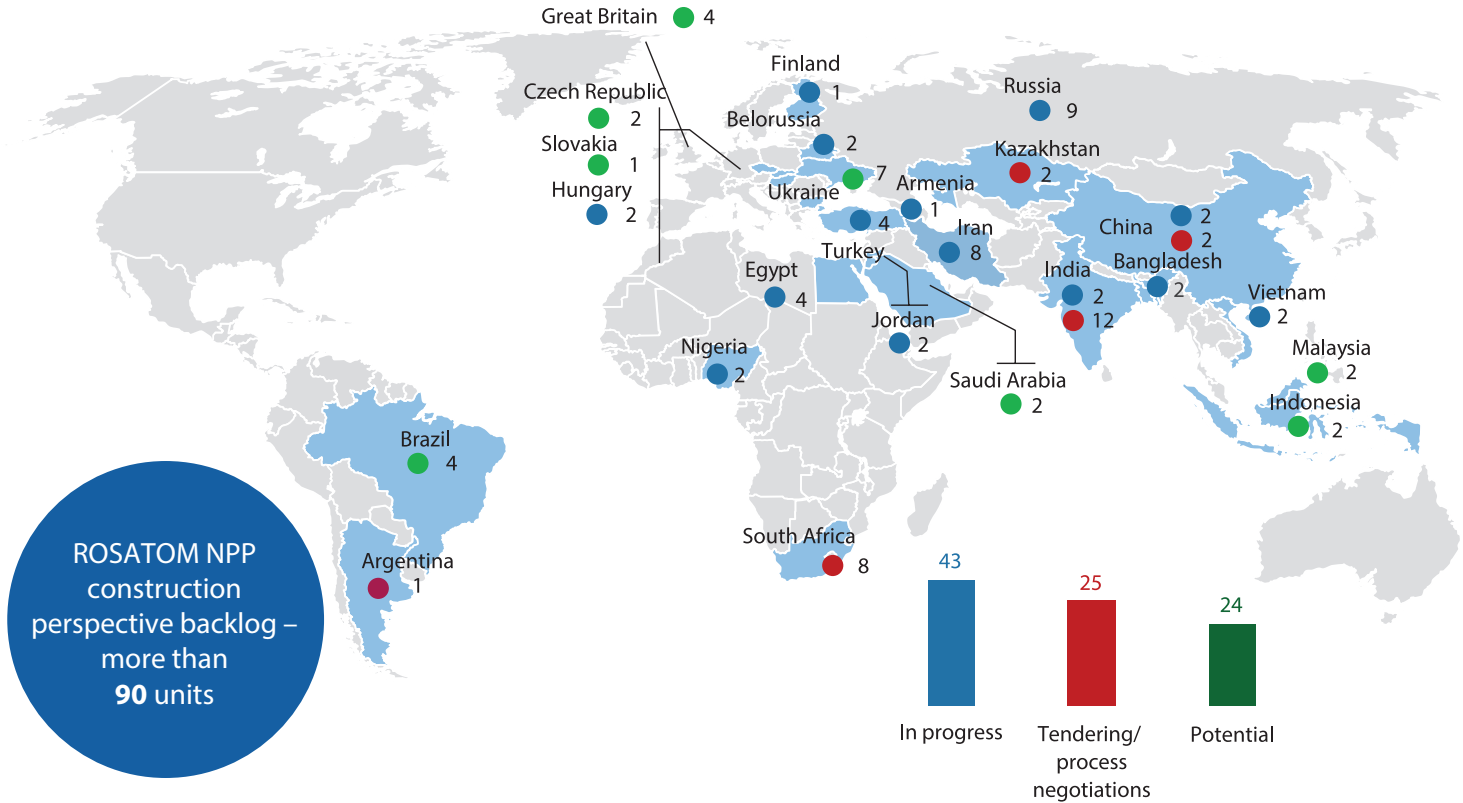 Great Britain 4
Finland
1
Czech Republic
2
Slovakia
1
Hungary
2
Belorussia
2
Russia
9
Kazakhstan
2
7
Ukraine
Armenia
1
4
Turkey
Iran
8
China
2
2
Egypt
4
India
2
12
Bangladesh
2
Vietnam
2
Jordan
2
Nigeria
2
Malaysia
2
Saudi Arabia
2
Indonesia
2
Brazil
4
South Africa
8
Argentina
1
ROSATOM NPP
construction
perspective backlog –
more than
90 units
43
25
24
In progress
Tendering/
process
negotiations
Potential